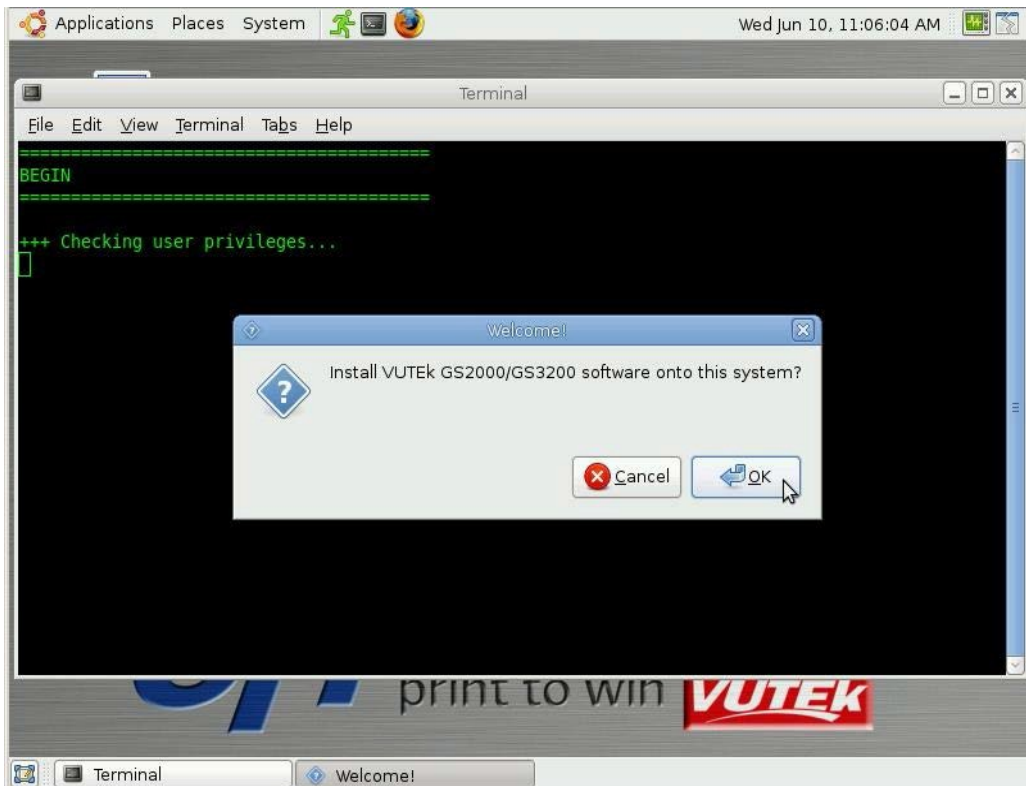 Applications Places System Wed Jun 10, 11:06:04 AM
Terminal
File Edit View Terminal Tabs Help
========================================
BEGIN
========================================
+++ Checking user privileges...
Welcome!
Install VUTEk GS2000/GS3200 software onto this system?
Cancel OK
print to win VUTEK
Terminal Welcome!